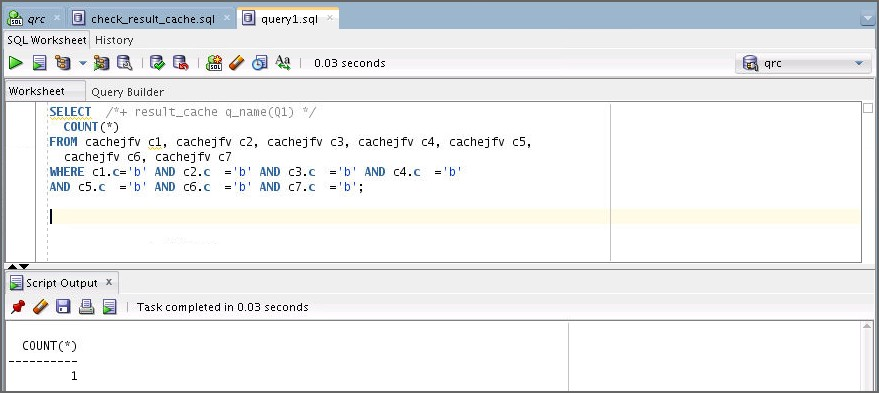 qrc check_result_cache.sql query1.sql
SQL Worksheet History
0.03 seconds qrc
Worksheet Query Builder
SELECT /*+ result_cache q_name(Q1) */
COUNT(*)
FROM cachejfv c1, cachejfv c2, cachejfv c3, cachejfv c4, cachejfv c5,
cachejfv c6, cachejfv c7
WHERE c1.c='b' AND c2.c ='b' AND c3.c ='b' AND c4.c ='b'
AND c5.c ='b' AND c6.c ='b' AND c7.c ='b';
Script Output
Task completed in 0.03 seconds
COUNT(*)
----------
1